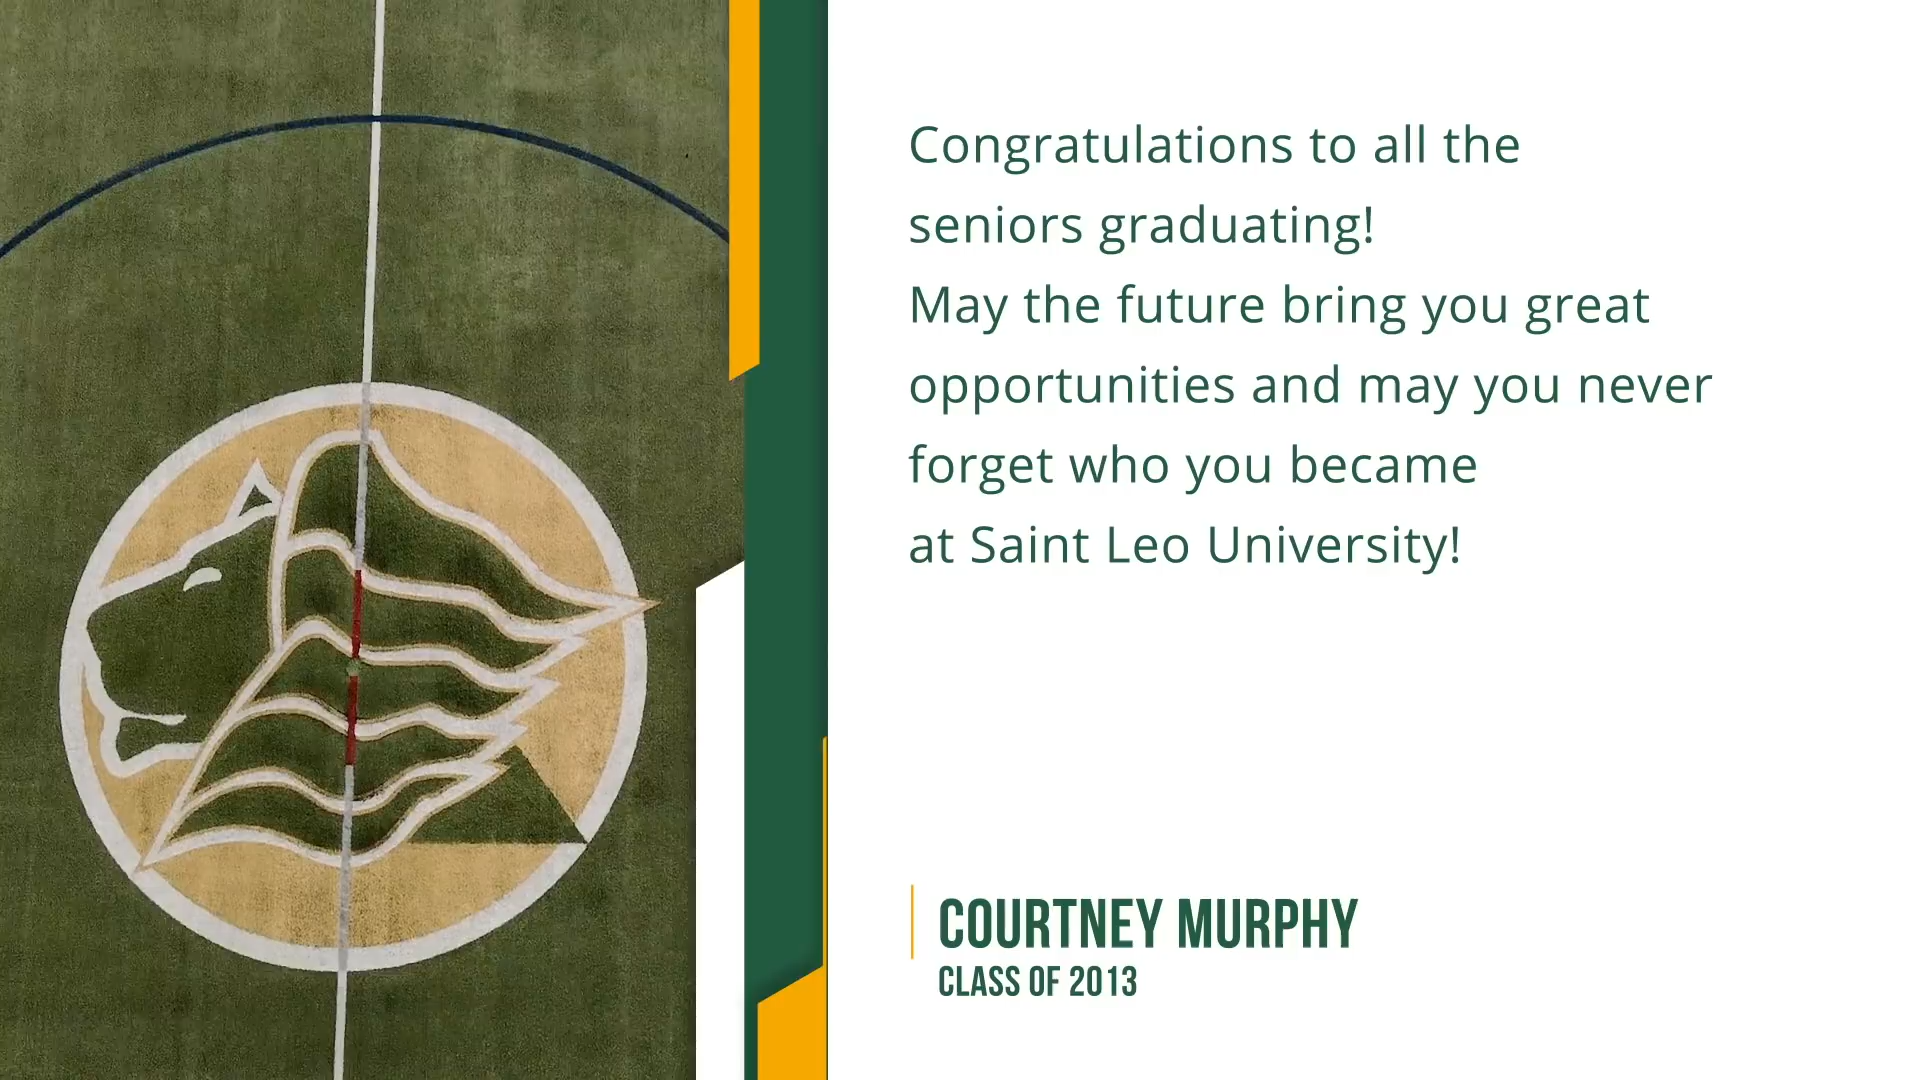 Congratulations to all the
seniors graduating!
May the future bring you great
opportunities and may you never
forget who you became
at Saint Leo University!
COURTNEY MURPHY
CLASS OF 2013